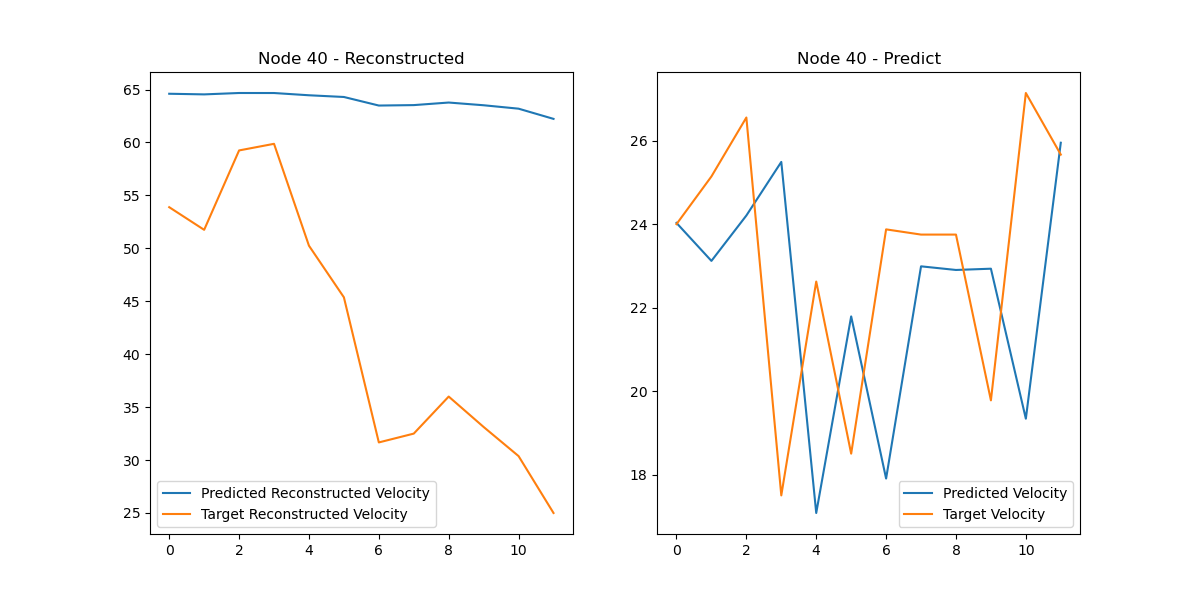 Node 40 - Reconstructed
65
60
55
50
45
40
35
30
25
0 2 4 6 8 10
Predicted Reconstructed Velocity
Target Reconstructed Velocity
Node 40 - Predict
26
24
22
20
18
0 2 4 6 8 10
Predicted Velocity
Target Velocity